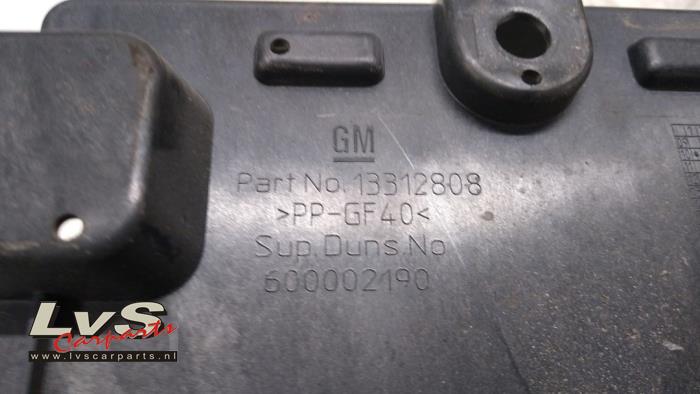 GM
Part No. 13312808
>PP-GF40<
Sup. Duns. No
600002190
LvS
Carparts
www.lvscarparts.nl